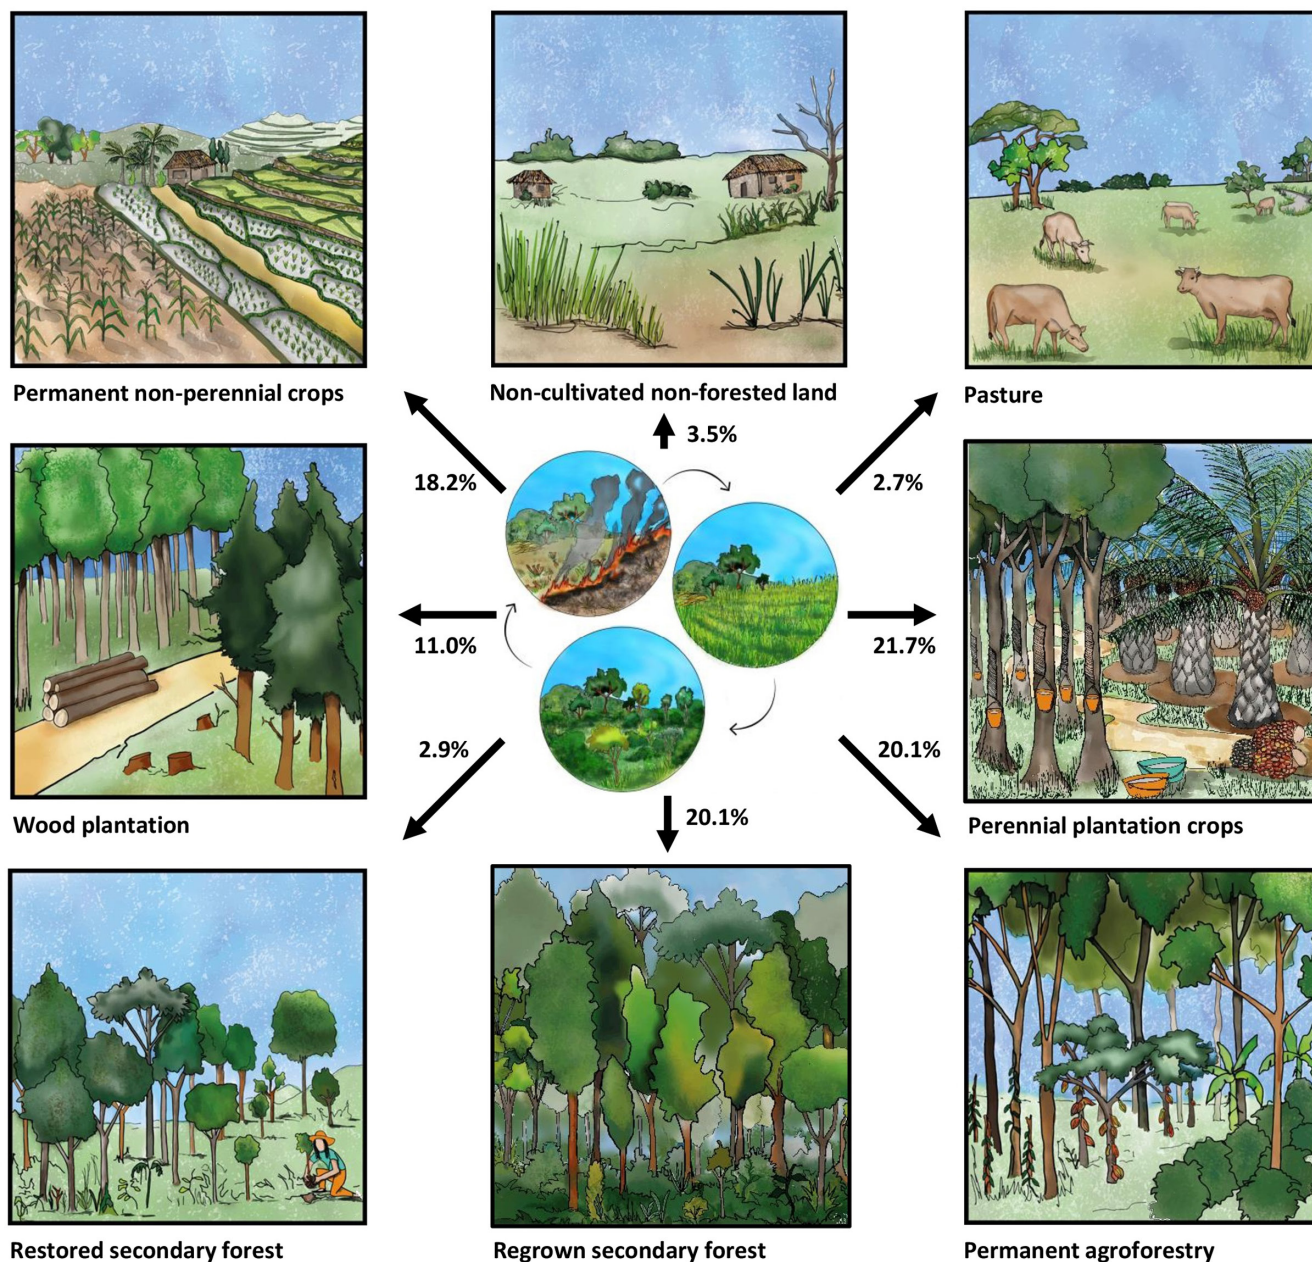 Permanent non-perennial crops
Non-cultivated non-forested land
Pasture
3.5%
18.2%
2.7%
11.0%
21.7%
2.9%
20.1%
20.1%
Wood plantation
Perennial plantation crops
Restored secondary forest
Regrown secondary forest
Permanent agroforestry